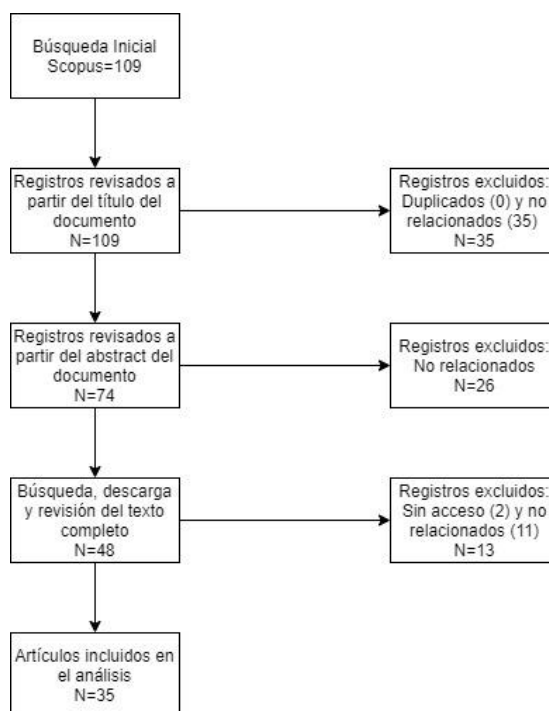 Búsqueda Inicial
Scopus=109
Registros revisados a
partir del título del
documento
N=109
Registros excluidos:
Duplicados (0) y no
relacionados (35)
N=35
Registros revisados a
partir del abstract del
documento
N=74
Registros excluidos:
No relacionados
N=26
Búsqueda, descarga
y revisión del texto
completo
N=48
Registros excluidos:
Sin acceso (2) y no
relacionados (11)
N=13
Artículos incluidos en
el análisis
N=35